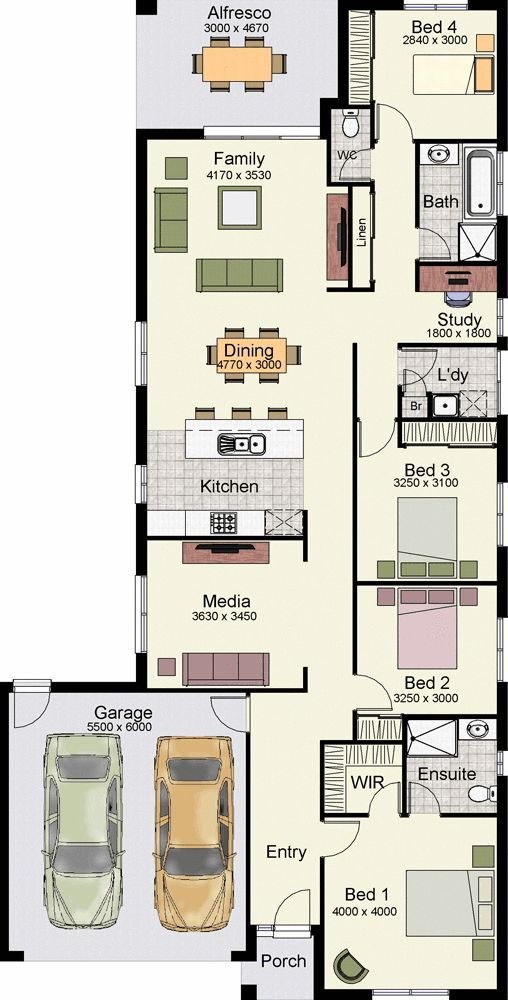 Alfresco
3000 x 4670
Bed 4
2840 x 3000
WC
Family
4170 x 3530
Bath
Linen
Study
1800 x 1800
Dining
4770 x 3000
L'dy
Br
Bed 3
3250 x 3100
Kitchen
Media
3630 x 3450
Bed 2
3250 x 3000
Garage
5500 x 6000
WIR
Ensuite
Entry
Bed 1
4000 x 4000
Porch